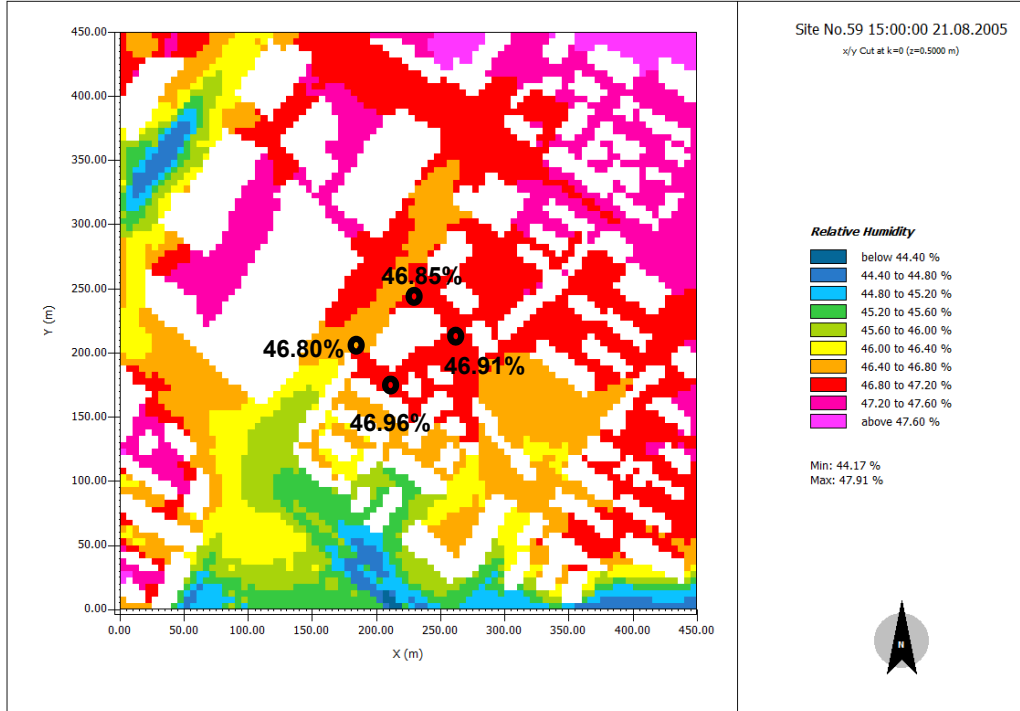 Site No.59 15:00:00 21.08.2005
x/y Cut at k=0 (z=0.5000 m)
450.00
400.00
350.00
300.00
250.00
200.00
150.00
100.00
50.00
0.00
Y (m)
46.85%
46.80%
46.91%
46.96%
0.00 50.00 100.00 150.00 200.00 250.00 300.00 350.00 400.00 450.00
X (m)
Relative Humidity
below 44.40 %
44.40 to 44.80 %
44.80 to 45.20 %
45.20 to 45.60 %
45.60 to 46.00 %
46.00 to 46.40 %
46.40 to 46.80 %
46.80 to 47.20 %
47.20 to 47.60 %
above 47.60 %
Min: 44.17 %
Max: 47.91 %
N